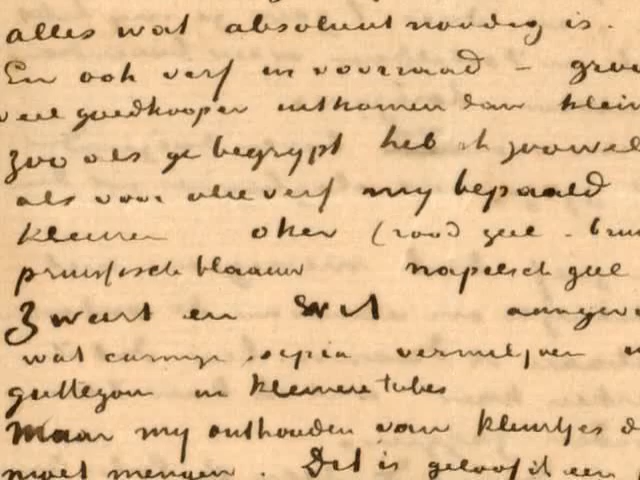 alles wat absoluut noodig is.
En ook verf in voorraad – groo
veel goedkooper uitkomen dan klein
Zoo als ge begrypt heb ik zoowel
als voor olieverf my bepaald
kleuren oker (rood geel - brui
pruissisch blaauw napelsch geel
Zwart en wit aangev
wat carmyn sepia vermiljoen
guttegom in kleinere tubes
Maar my onthouden van kleurtjes d
moet mengen. Dit is geloof ik een